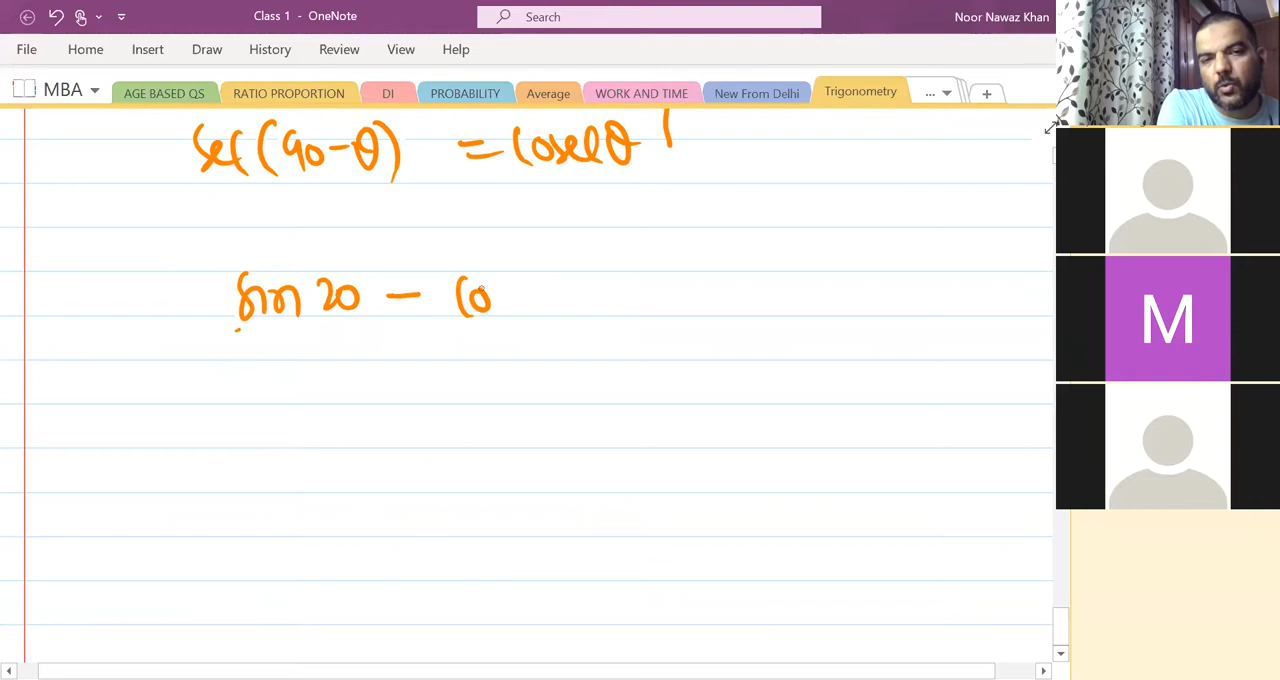 Class 1 - OneNote
Search
Noor Nawaz Khan
File Home Insert Draw History Review View Help
MBA
AGE BASED QS RATIO PROPORTION DI PROBABILITY Average WORK AND TIME New From Delhi Trigonometry ... +
Sec(90-θ) = Cosecθ
Sin 20 - Co
M